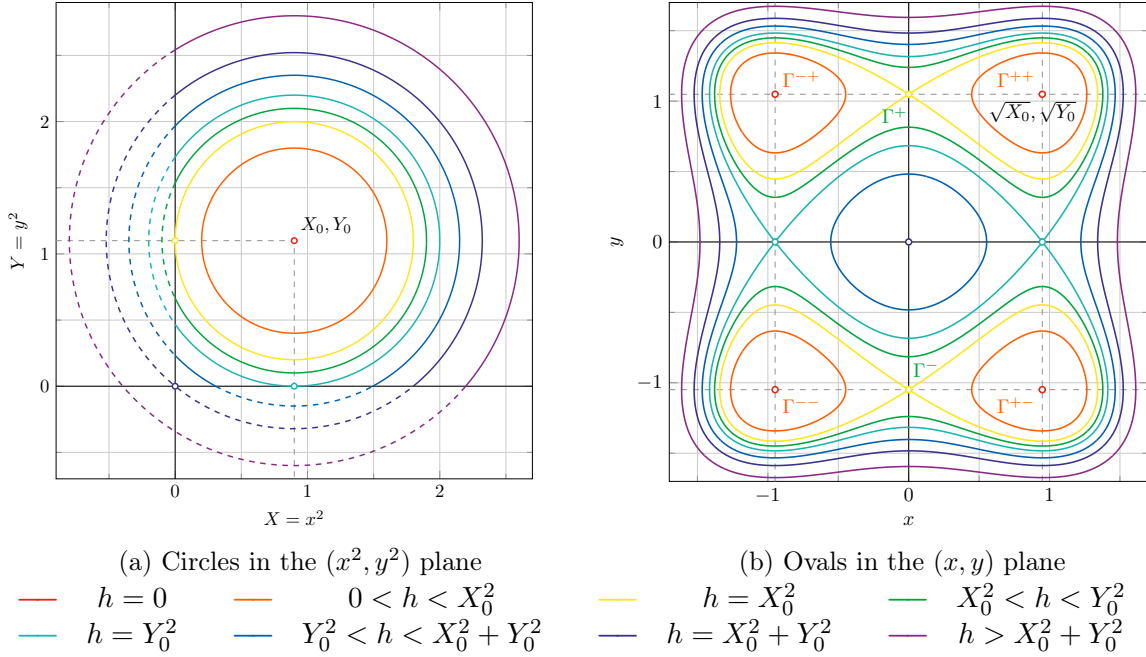 2
1
0
0
1
2
Y = y²
X = x²
X₀, Y₀
1
0
−1
−1
0
1
y
x
Γ⁻⁺
Γ⁺⁺
Γ⁺
√X₀, √Y₀
Γ⁻
Γ⁻⁻
Γ⁺⁻
(a) Circles in the (x², y²) plane
(b) Ovals in the (x, y) plane
h = 0 0 < h < X₀² h = X₀² X₀² < h < Y₀²
h = Y₀² Y₀² < h < X₀² + Y₀² h = X₀² + Y₀² h > X₀² + Y₀²